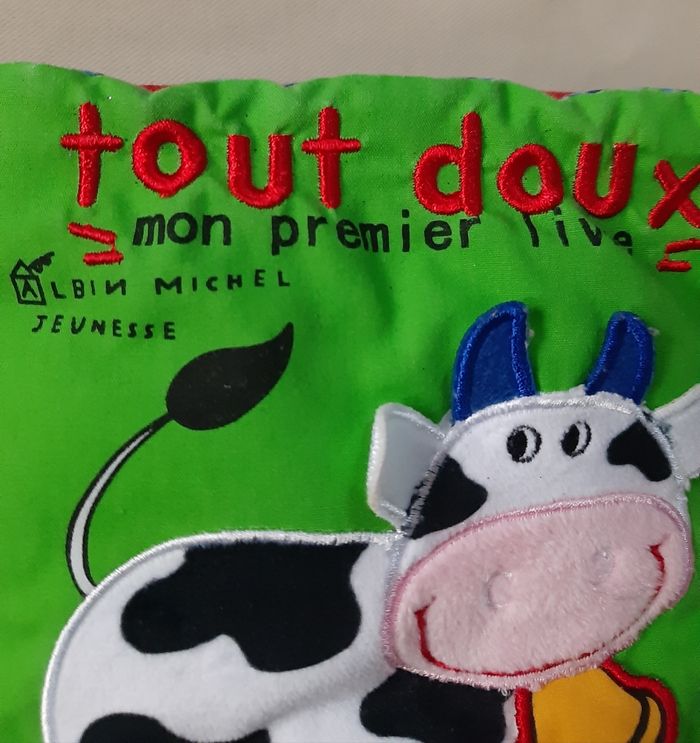 tout doux
mon premier live
ALBIN MICHEL
JEUNESSE